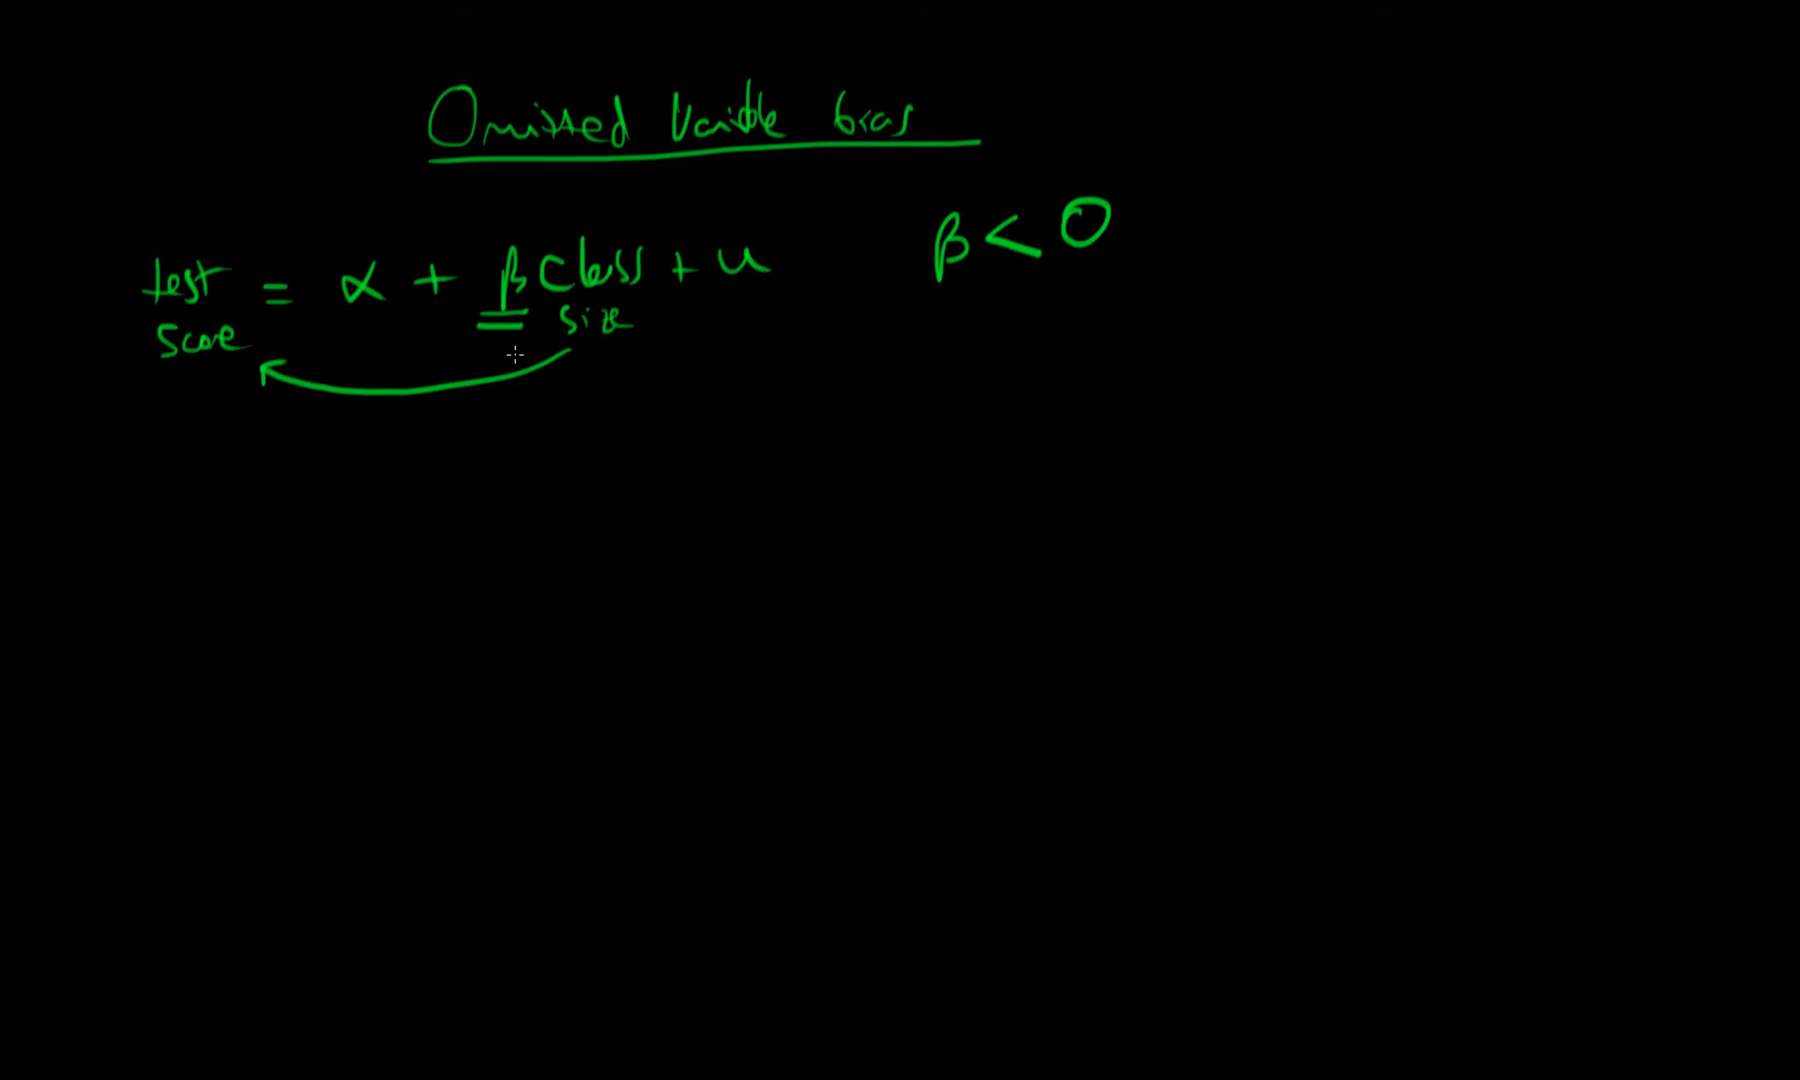 Omitted Variable bias
test score = α + β Class size + u
β < 0